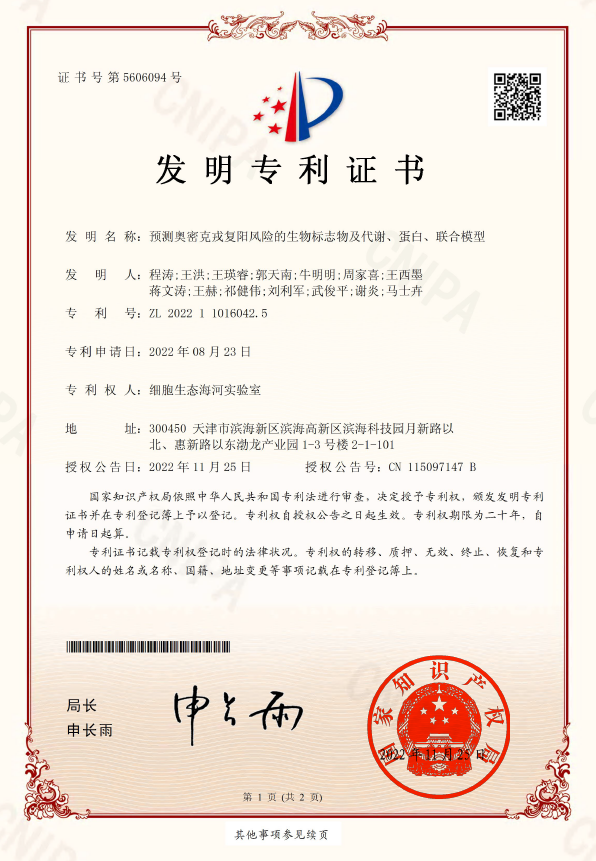 证书号第5606094号
发明专利证书
发明名称：预测奥密克戎复阳风险的生物标志物及代谢、蛋白、联合模型
发明人：程涛;王洪;王瑛睿;郭天南;牛明明;周家喜;王西墨
蒋文涛;王赫;祁健伟;刘利军;武俊平;谢炎;马士卉
专利号：ZL 2022 1 1016042.5
专利申请日：2022年08月23日
专利权人：细胞生态海河实验室
地址：300450 天津市滨海新区滨海高新区滨海科技园月新路以
北、惠新路以东渤龙产业园1-3号楼2-1-101
授权公告日：2022年11月25日 授权公告号：CN 115097147 B
国家知识产权局依照中华人民共和国专利法进行审查，决定授予专利权，颁发发明专利
证书并在专利登记簿上予以登记。专利权自授权公告之日起生效。专利权期限为二十年，自
申请日起算。
专利证书记载专利权登记时的法律状况。专利权的转移、质押、无效、终止、恢复和专
利权人的姓名或名称、国籍、地址变更等事项记载在专利登记簿上。
局长
申长雨
申长雨
国家知识产权局
2022年11月25日
第 1 页 (共 2 页)
其他事项参见续页
CNIPA
CNIPA
CNIPA
CNIPA